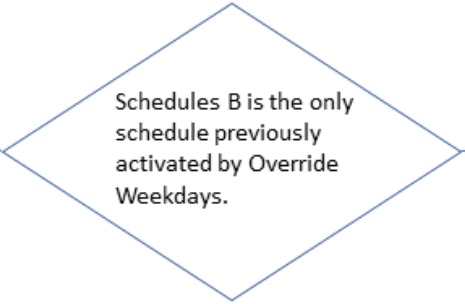 Schedules B is the only
schedule previously
activated by Override
Weekdays.